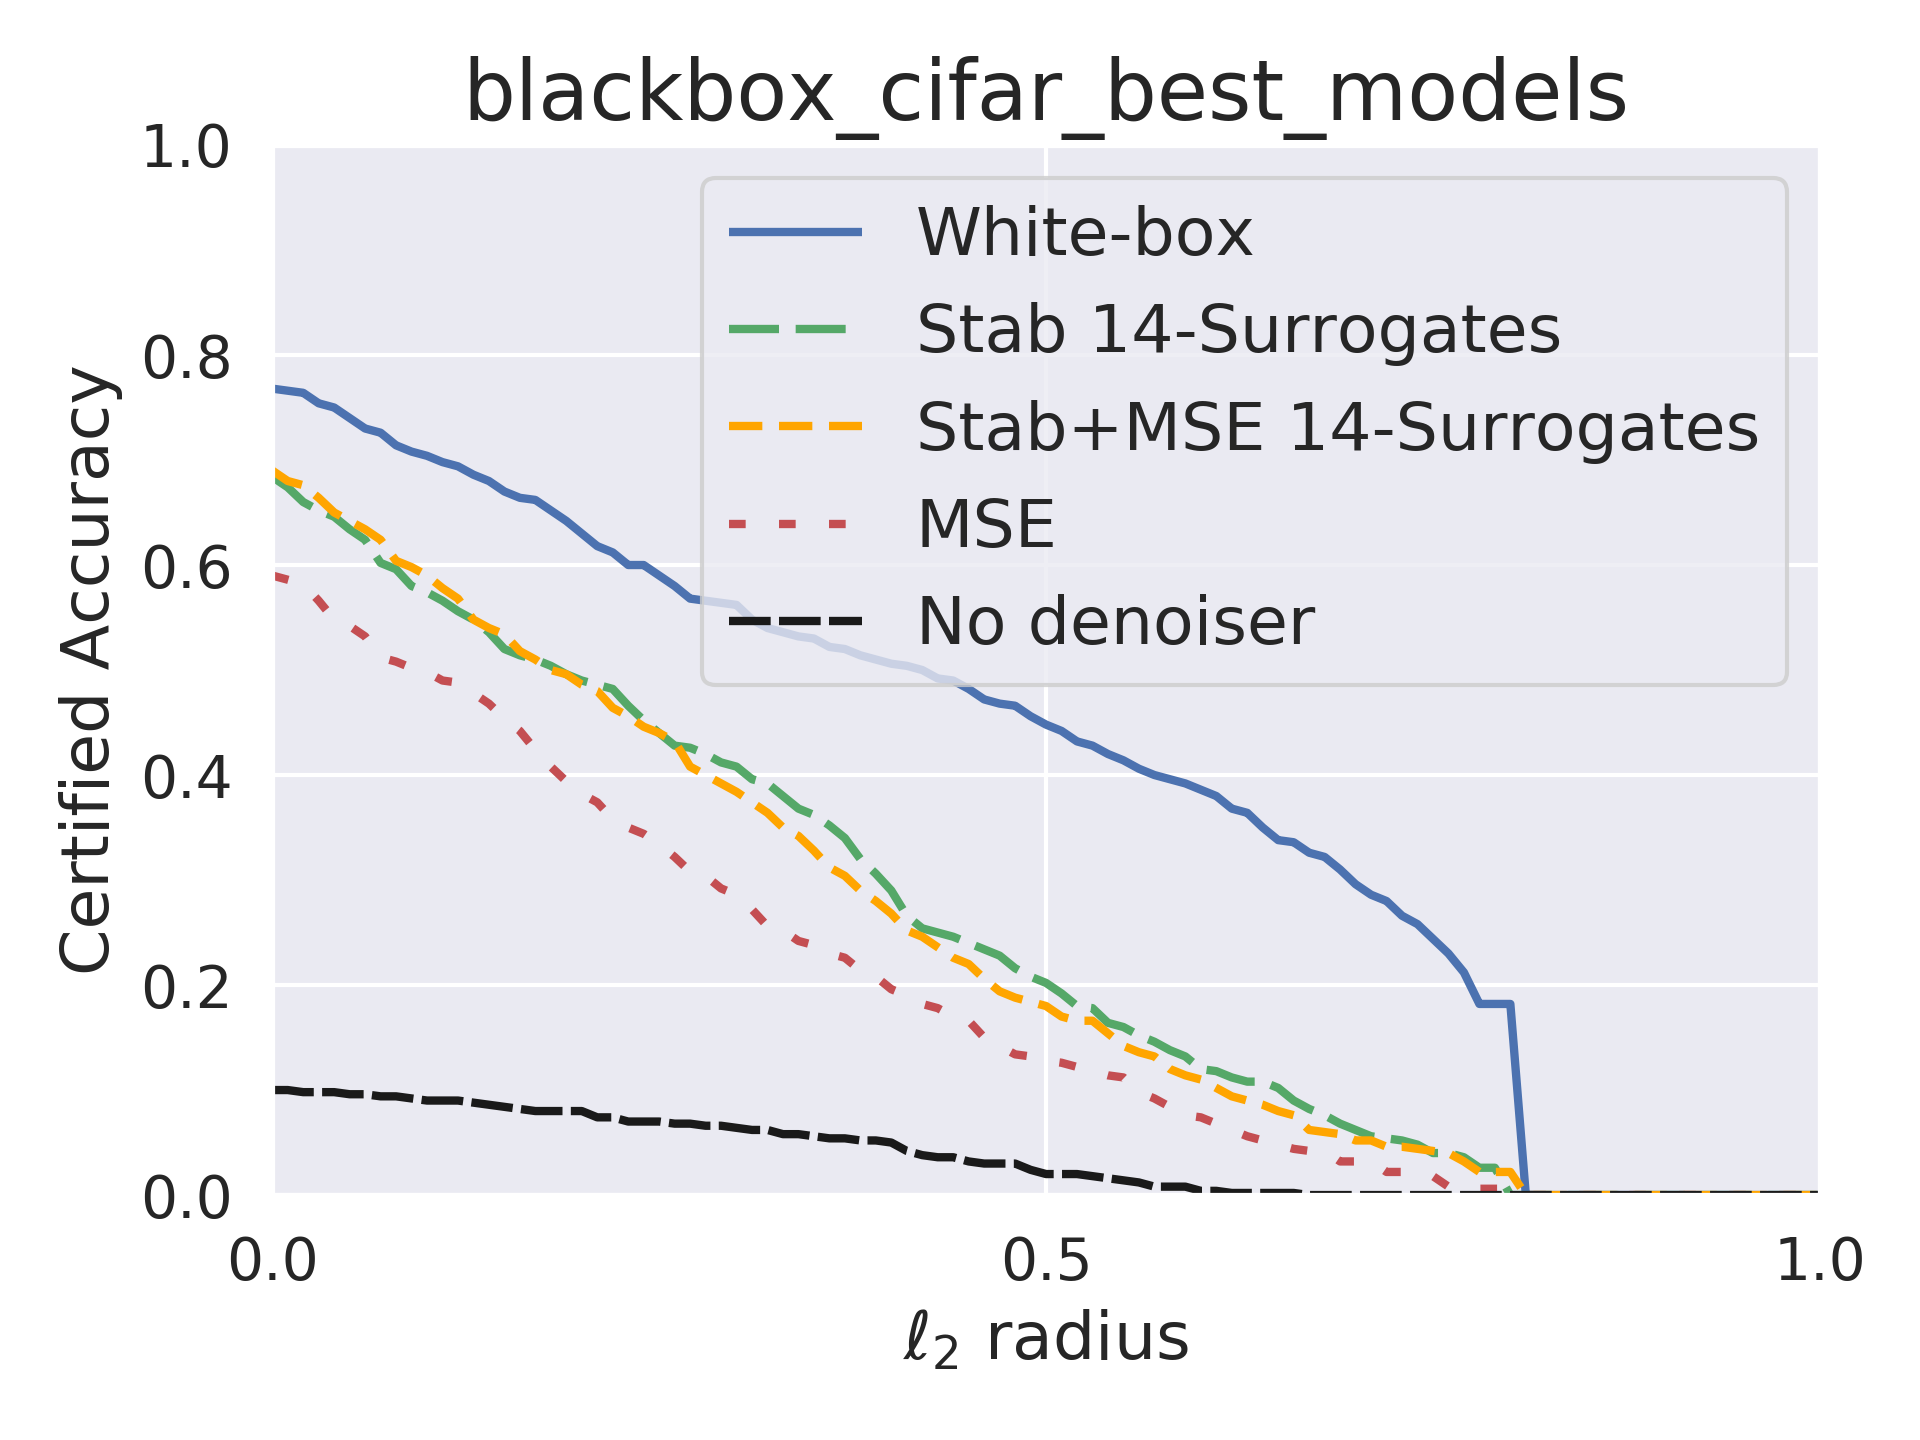 blackbox_cifar_best_models
1.0
0.8
0.6
0.4
0.2
0.0
Certified Accuracy
White-box
Stab 14-Surrogates
Stab+MSE 14-Surrogates
MSE
No denoiser
0.0 0.5 1.0
ℓ₂ radius